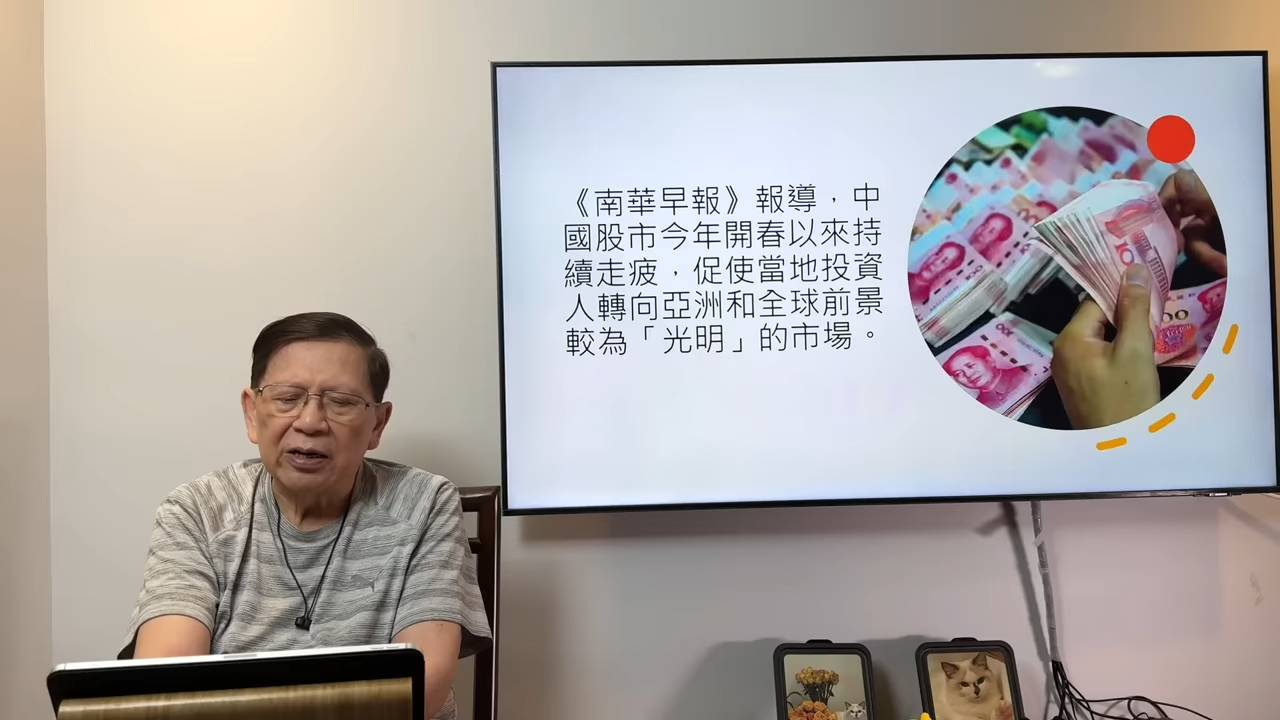 《南華早報》報導，中
國股市今年開春以來持
續走疲，促使當地投資
人轉向亞洲和全球前景
較為「光明」的市場。